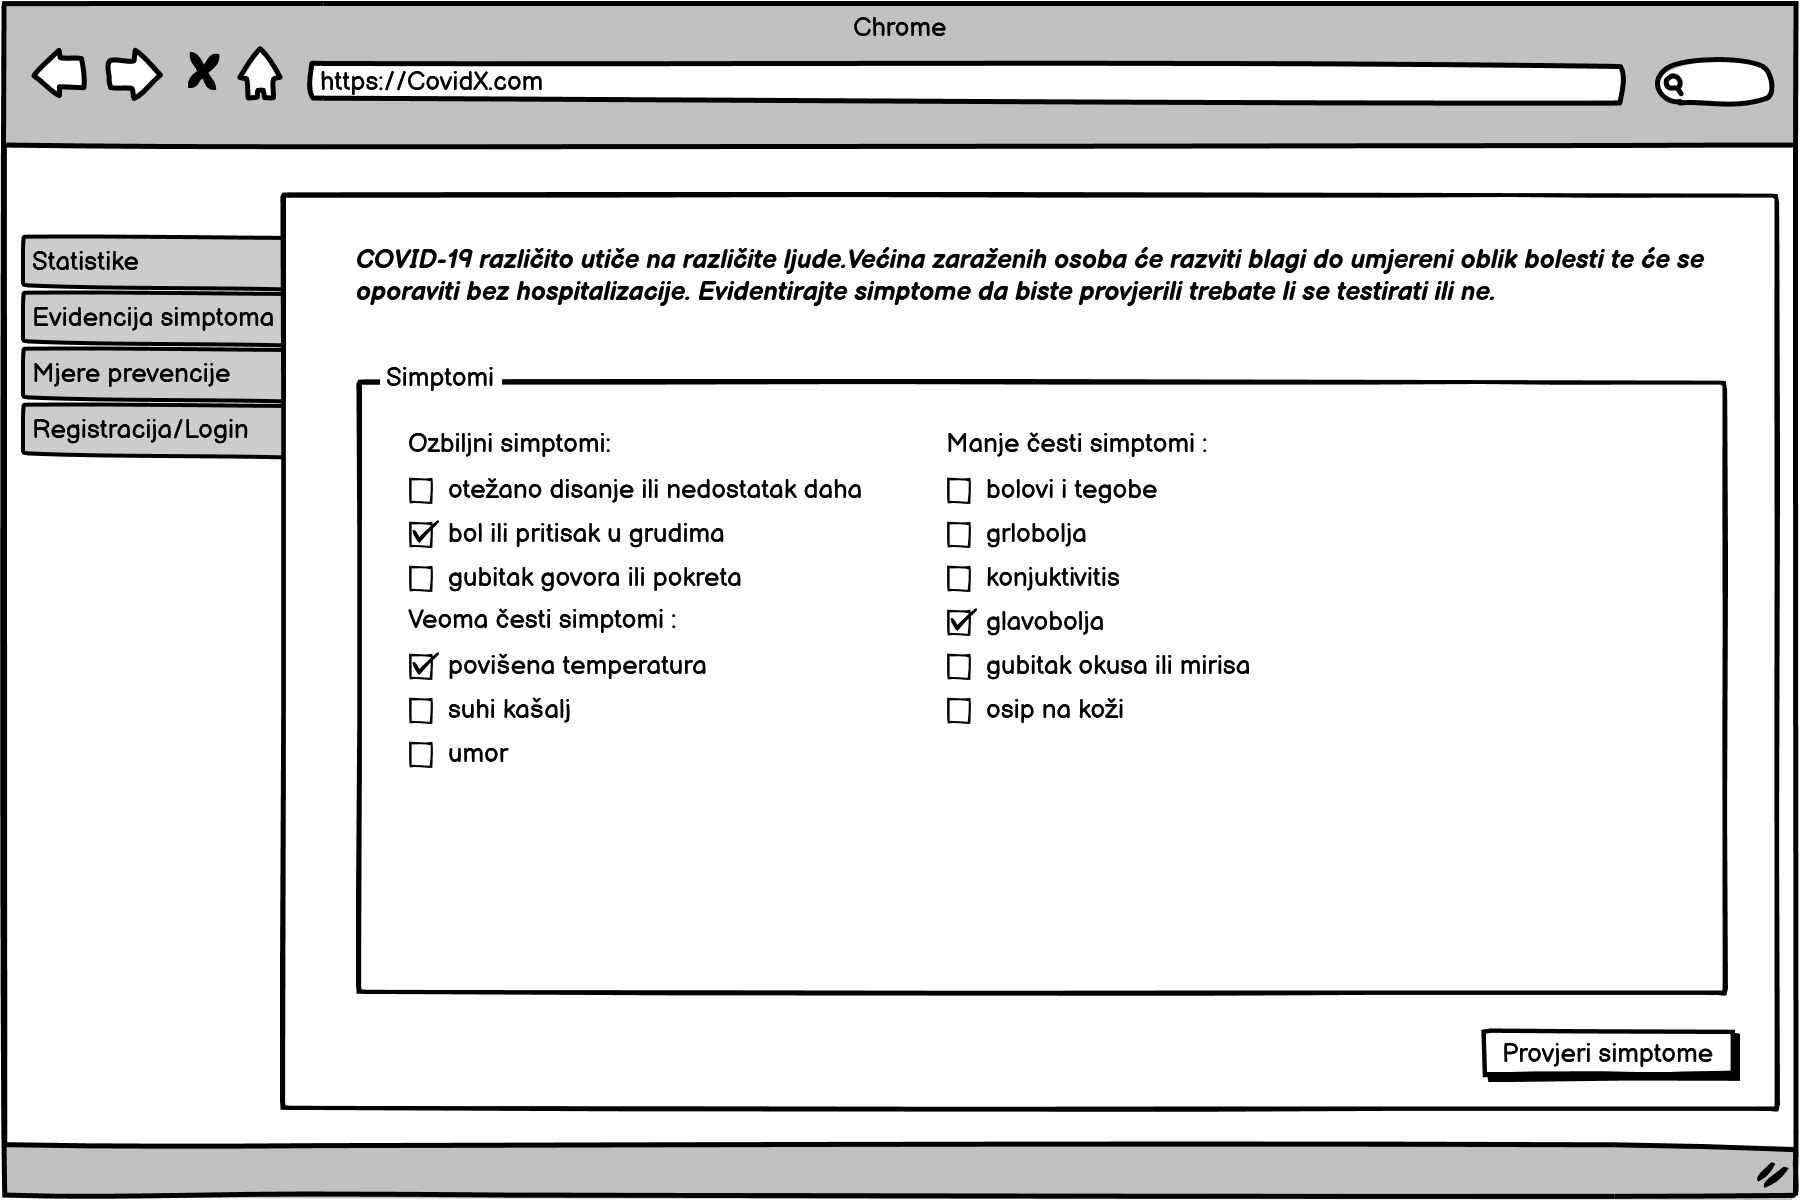 Chrome
https://CovidX.com
Statistike
Evidencija simptoma
Mjere prevencije
Registracija/Login
COVID-19 različito utiče na različite ljude.Većina zaraženih osoba će razviti blagi do umjereni oblik bolesti te će se
oporaviti bez hospitalizacije. Evidentirajte simptome da biste provjerili trebate li se testirati ili ne.
Simptomi
Ozbiljni simptomi:
otežano disanje ili nedostatak daha
bol ili pritisak u grudima
gubitak govora ili pokreta
Veoma česti simptomi :
povišena temperatura
suhi kašalj
umor
Manje česti simptomi :
bolovi i tegobe
grlobolja
konjuktivitis
glavobolja
gubitak okusa ili mirisa
osip na koži
Provjeri simptome